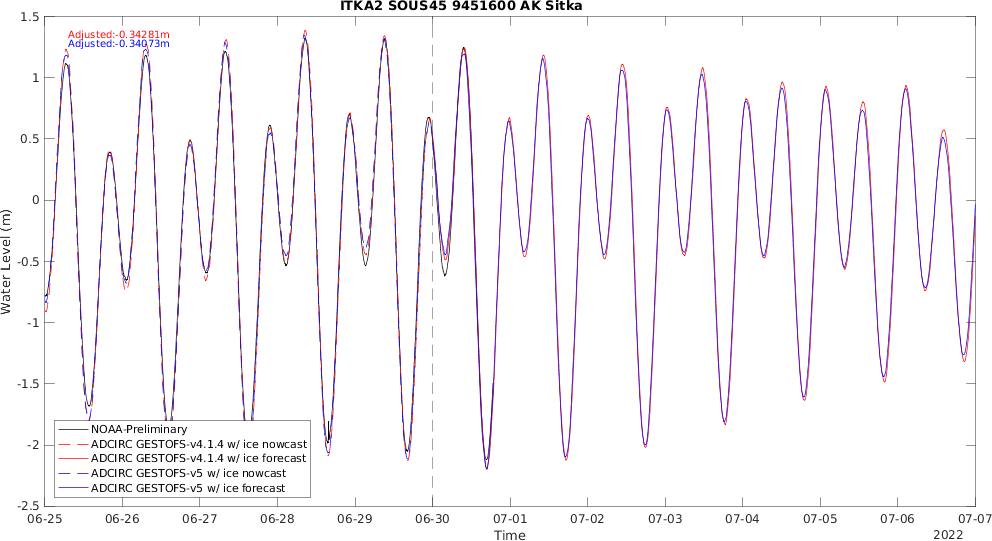 ITKA2 SOUS45 9451600 AK Sitka
Adjusted:-0.34281m
Adjusted:-0.34073m
1.5
1
0.5
0
-0.5
-1
-1.5
-2
-2.5
Water Level (m)
NOAA-Preliminary
ADCIRC GESTOFS-v4.1.4 w/ ice nowcast
ADCIRC GESTOFS-v4.1.4 w/ ice forecast
ADCIRC GESTOFS-v5 w/ ice nowcast
ADCIRC GESTOFS-v5 w/ ice forecast
06-25 06-26 06-27 06-28 06-29 06-30 07-01 07-02 07-03 07-04 07-05 07-06 07-07
Time
2022